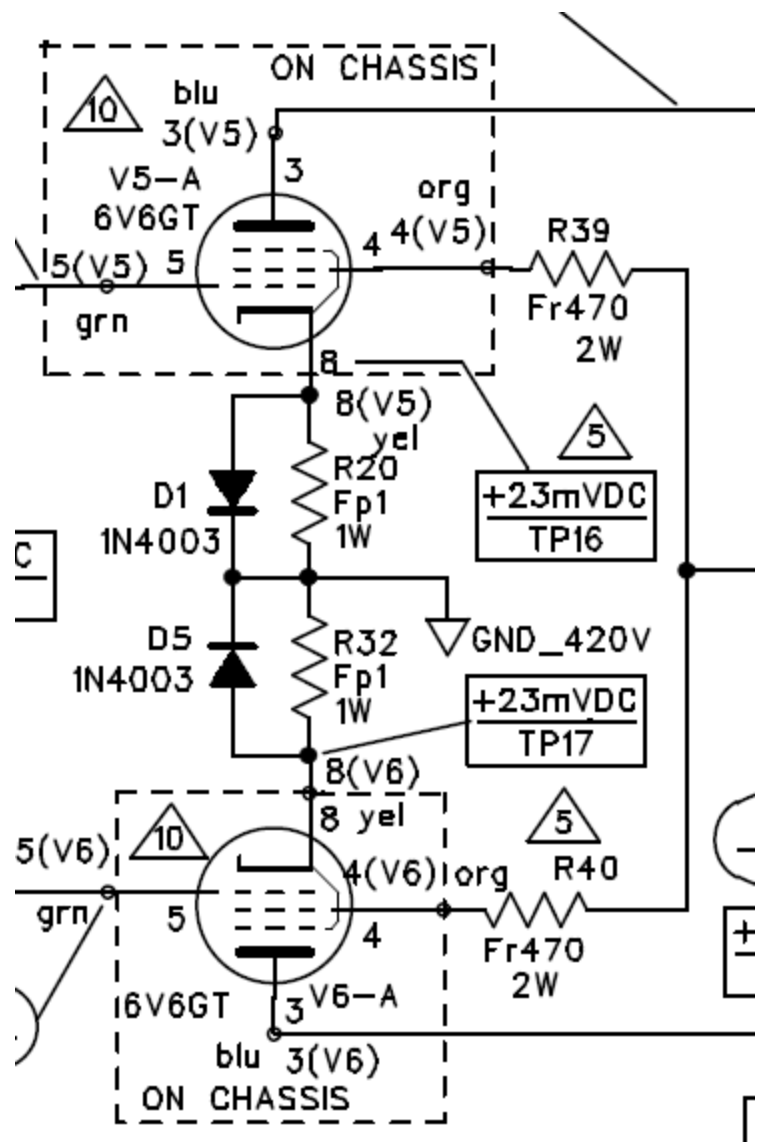 ON CHASSIS
10
blu
3(V5)
3
V5-A
6V6GT
org
4(V5)
4
5(V5)
5
grn
R39
Fr470
2W
8
8(V5)
yel
5
R20
Fp1
1W
D1
1N4003
+23mVDC
TP16
C
D5
1N4003
R32
Fp1
1W
GND_420V
+23mVDC
TP17
8(V6)
8 yel
10
5
5(V6)
4(V6)
org
R40
grn
5
4
Fr470
2W
+
6V6GT
3
V6-A
blu
3(V6)
ON CHASSIS